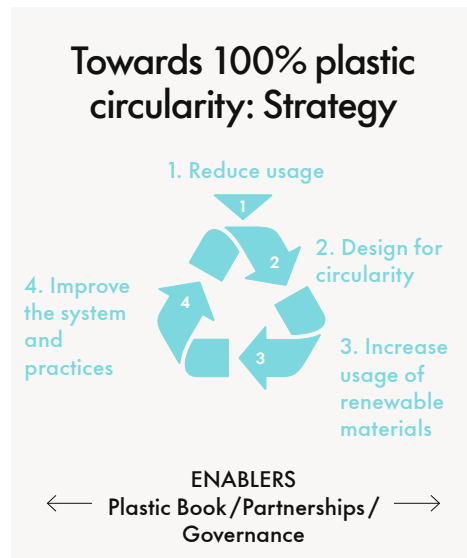 Towards 100% plastic
circularity: Strategy
1. Reduce usage
1
2
2. Design for
circularity
3
3. Increase
usage of
renewable
materials
4
4. Improve
the system
and
practices
ENABLERS
Plastic Book/Partnerships/
Governance